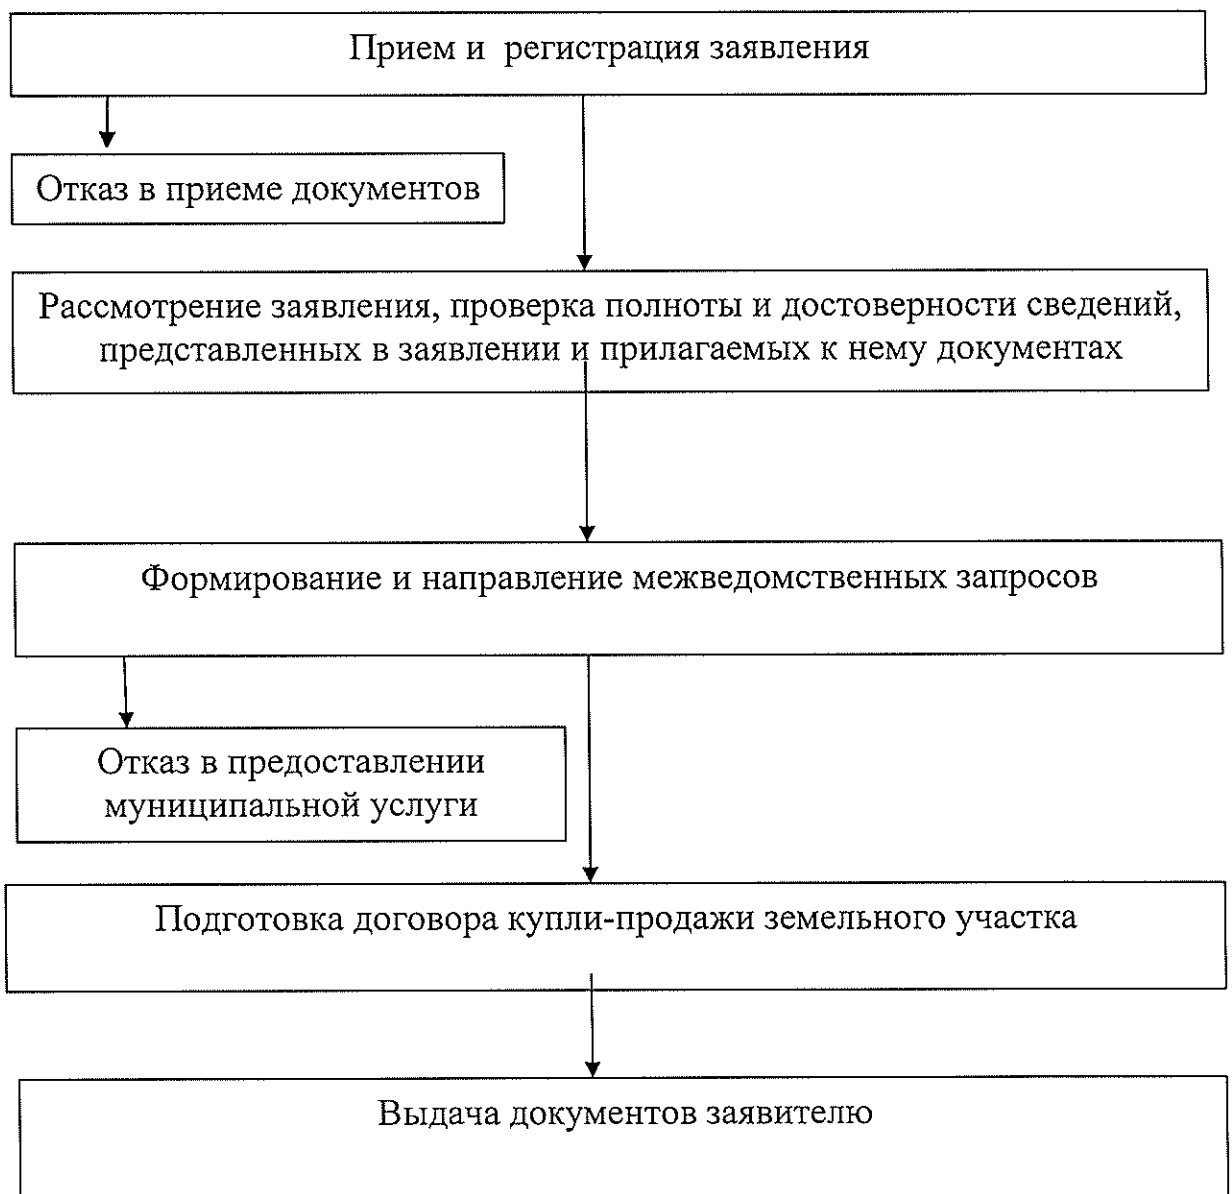 Прием и регистрация заявления
Отказ в приеме документов
Рассмотрение заявления, проверка полноты и достоверности сведений,
представленных в заявлении и прилагаемых к нему документах
Формирование и направление межведомственных запросов
Отказ в предоставлении
муниципальной услуги
Подготовка договора купли-продажи земельного участка
Выдача документов заявителю